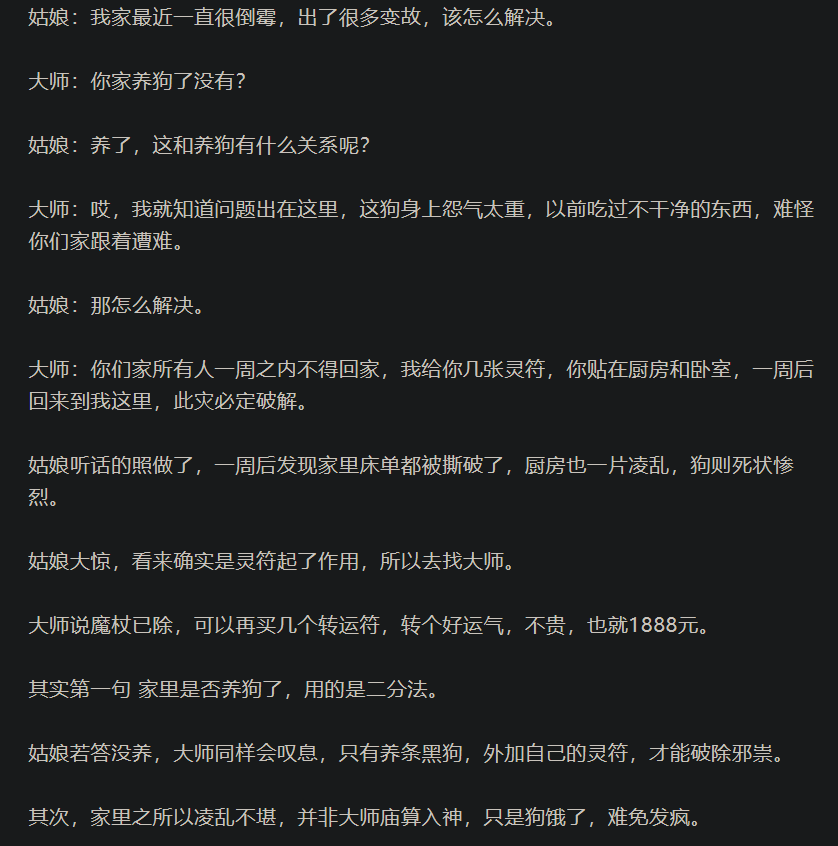 姑娘：我家最近一直很倒霉，出了很多变故，该怎么解决。
大师：你家养狗了没有？
姑娘：养了，这和养狗有什么关系呢？
大师：哎，我就知道问题出在这里，这狗身上怨气太重，以前吃过不干净的东西，难怪
你们家跟着遭难。
姑娘：那怎么解决。
大师：你们家所有人一周之内不得回家，我给你几张灵符，你贴在厨房和卧室，一周后
回来到我这里，此灾必定破解。
姑娘听话的照做了，一周后发现家里床单都被撕破了，厨房也一片凌乱，狗则死状惨
烈。
姑娘大惊，看来确实是灵符起了作用，所以去找大师。
大师说魔杖已除，可以再买几个转运符，转个好运气，不贵，也就1888元。
其实第一句 家里是否养狗了，用的是二分法。
姑娘若答没养，大师同样会叹息，只有养条黑狗，外加自己的灵符，才能破除邪祟。
其次，家里之所以凌乱不堪，并非大师庙算入神，只是狗饿了，难免发疯。